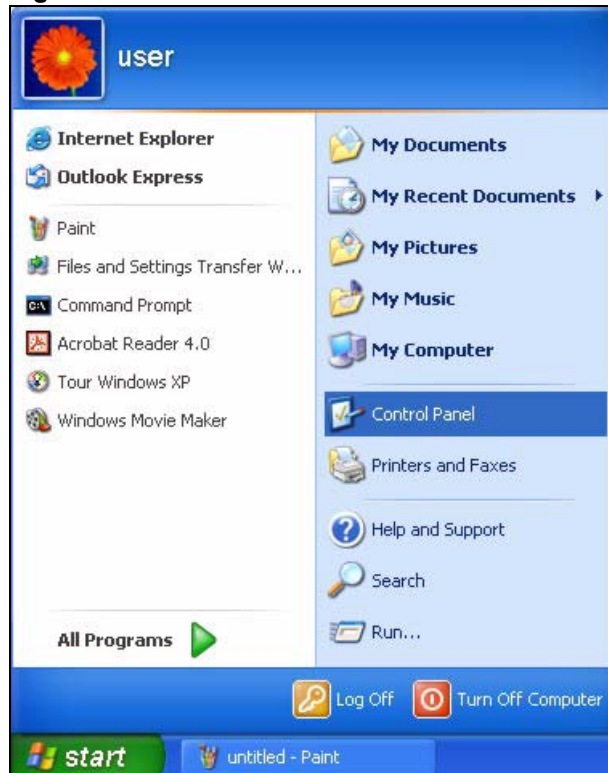 user
Internet Explorer
Outlook Express
Paint
Files and Settings Transfer W...
Command Prompt
Acrobat Reader 4.0
Tour Windows XP
Windows Movie Maker
All Programs
My Documents
My Recent Documents
My Pictures
My Music
My Computer
Control Panel
Printers and Faxes
Help and Support
Search
Run...
Log Off
Turn Off Computer
start
untitled - Paint